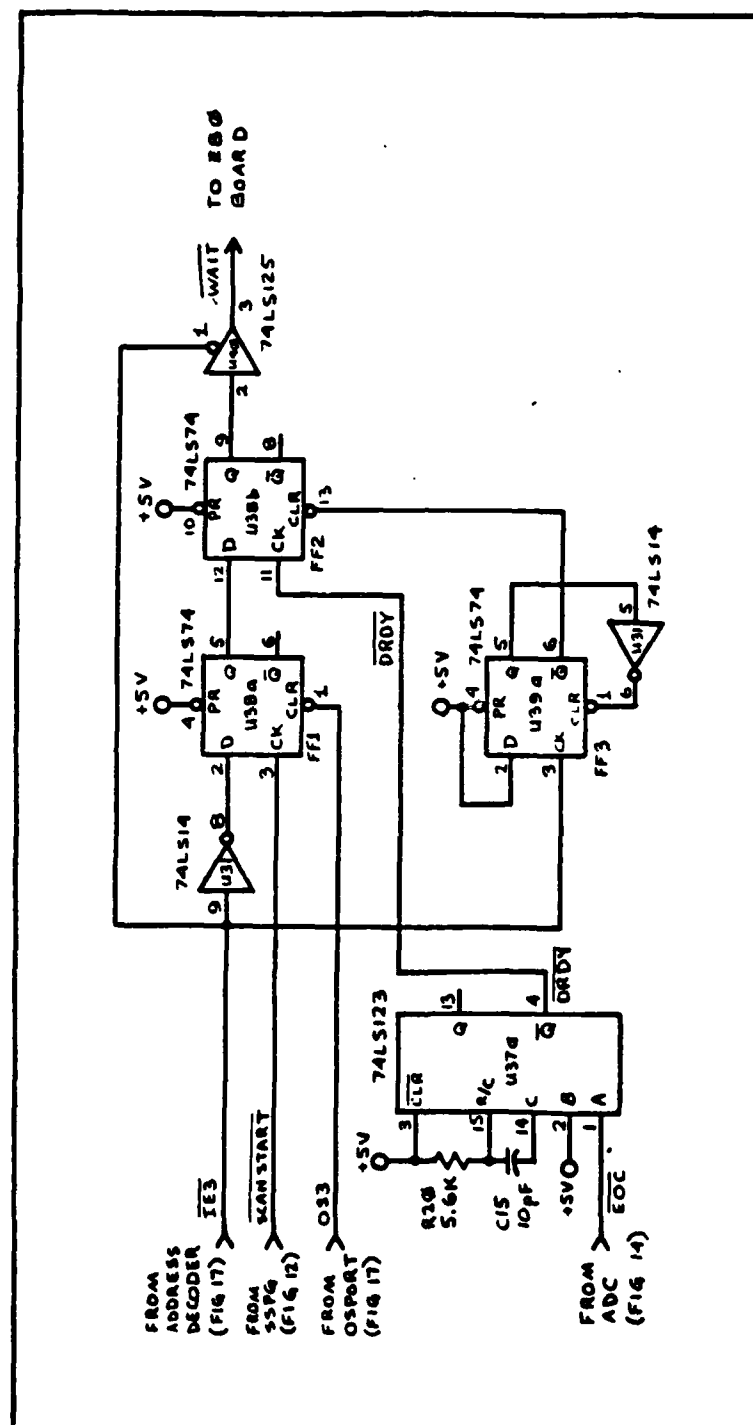 FROM
ADDRESS
DECODER
(FIG 17)
IE3
FROM
SSPG
(FIG 12)
SCANSTART
FROM
OSPORT
(FIG 17)
OS3
FROM
ADC
(FIG 14)
EOC
74LS14
9
U31
8
+5V
74LS74
4
PR
2
D
Q
5
U38a
3
CK
Q
6
CLR
1
FF1
+5V
74LS74
10
PR
12
D
Q
9
U38b
11
CK
Q
8
CLR
13
FF2
1
2
3
74LS125
WAIT
TO Z80
BOARD
DRDY
+5V
74LS123
3
CLR
Q
13
R20
5.6K
15
R/C
U37a
C15
10pF
14
C
Q
4
DRDY
+5V
2
B
1
A
+5V
74LS74
4
PR
2
D
Q
5
U39a
3
CK
Q
6
CLR
1
FF3
5
U31
6
74LS14